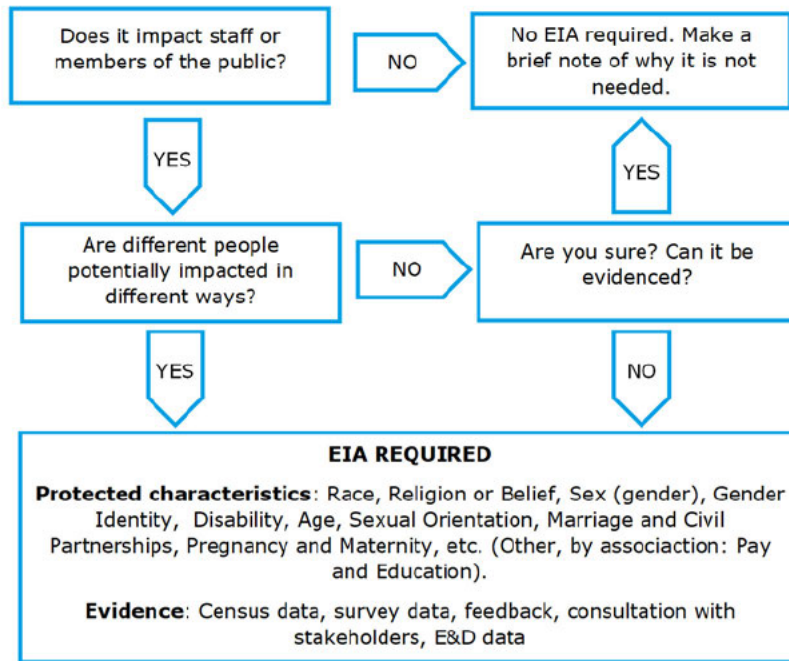 Does it impact staff or
members of the public?
NO
No EIA required. Make a
brief note of why it is not
needed.
YES
YES
Are different people
potentially impacted in
different ways?
NO
Are you sure? Can it be
evidenced?
YES
NO
EIA REQUIRED
Protected characteristics: Race, Religion or Belief, Sex (gender), Gender
Identity, Disability, Age, Sexual Orientation, Marriage and Civil
Partnerships, Pregnancy and Maternity, etc. (Other, by associaction: Pay
and Education).
Evidence: Census data, survey data, feedback, consultation with
stakeholders, E&D data